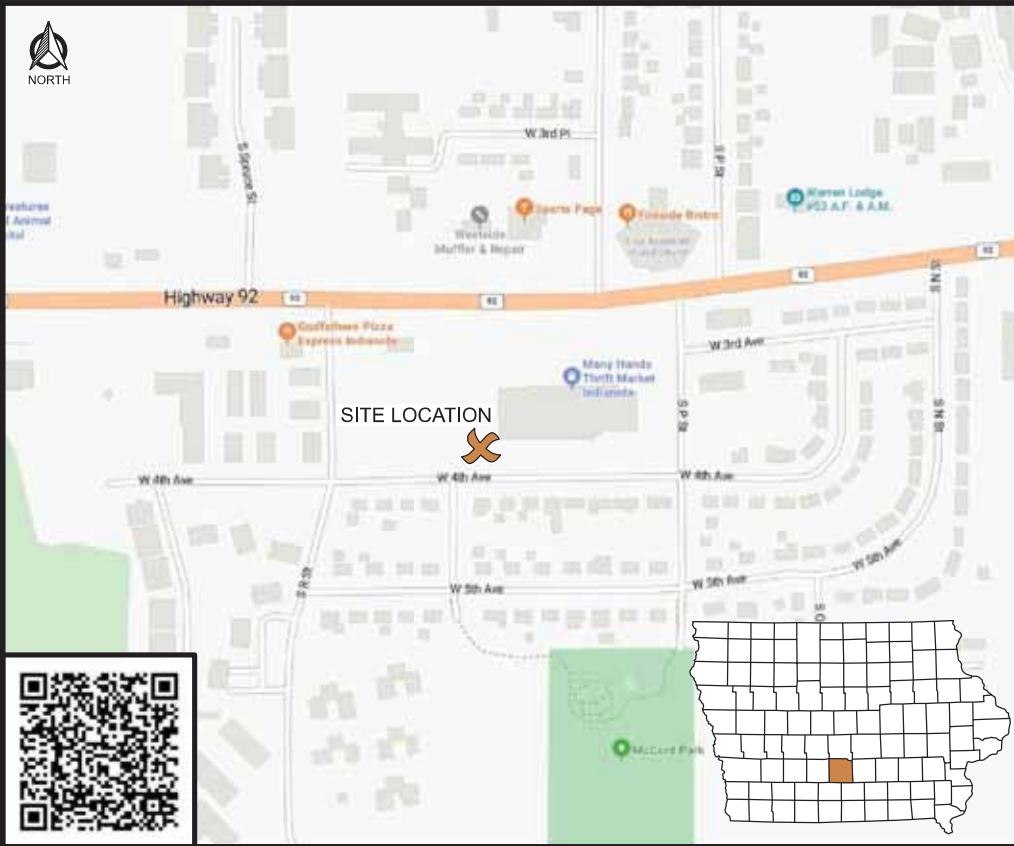 NORTH
W 3rd Pl
S Spruce St
S P St
Warren Lodge
#53 A.F. & A.M.
Sports Page
Fireside Bistro
Westside
Muffler & Repair
Highway 92
92
92
92
92
S N St
Godfathers Pizza
Express Indianola
W 3rd Ave
Many Hands
Thrift Market
Indianola
SITE LOCATION
S P St
S N St
W 4th Ave
W 4th Ave
W 4th Ave
S R St
W 5th Ave
W 5th Ave
W 5th Ave
S O
McCord Park